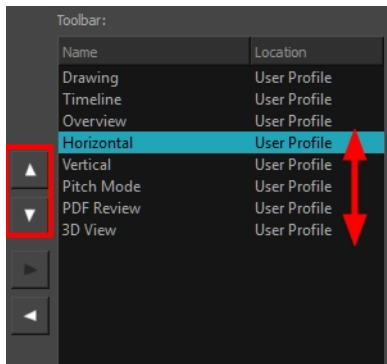 Toolbar:
Name Location
Drawing User Profile
Timeline User Profile
Overview User Profile
Horizontal User Profile
Vertical User Profile
Pitch Mode User Profile
PDF Review User Profile
3D View User Profile